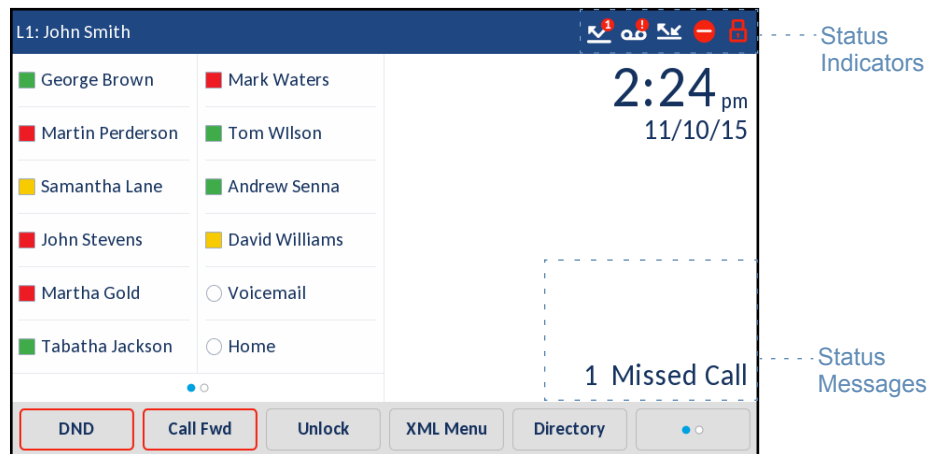 L1: John Smith
1
!
Status
Indicators
George Brown
Mark Waters
2:24 pm
11/10/15
Martin Perderson
Tom WIlson
Samantha Lane
Andrew Senna
John Stevens
David Williams
Martha Gold
Voicemail
Tabatha Jackson
Home
1 Missed Call
Status
Messages
DND
Call Fwd
Unlock
XML Menu
Directory